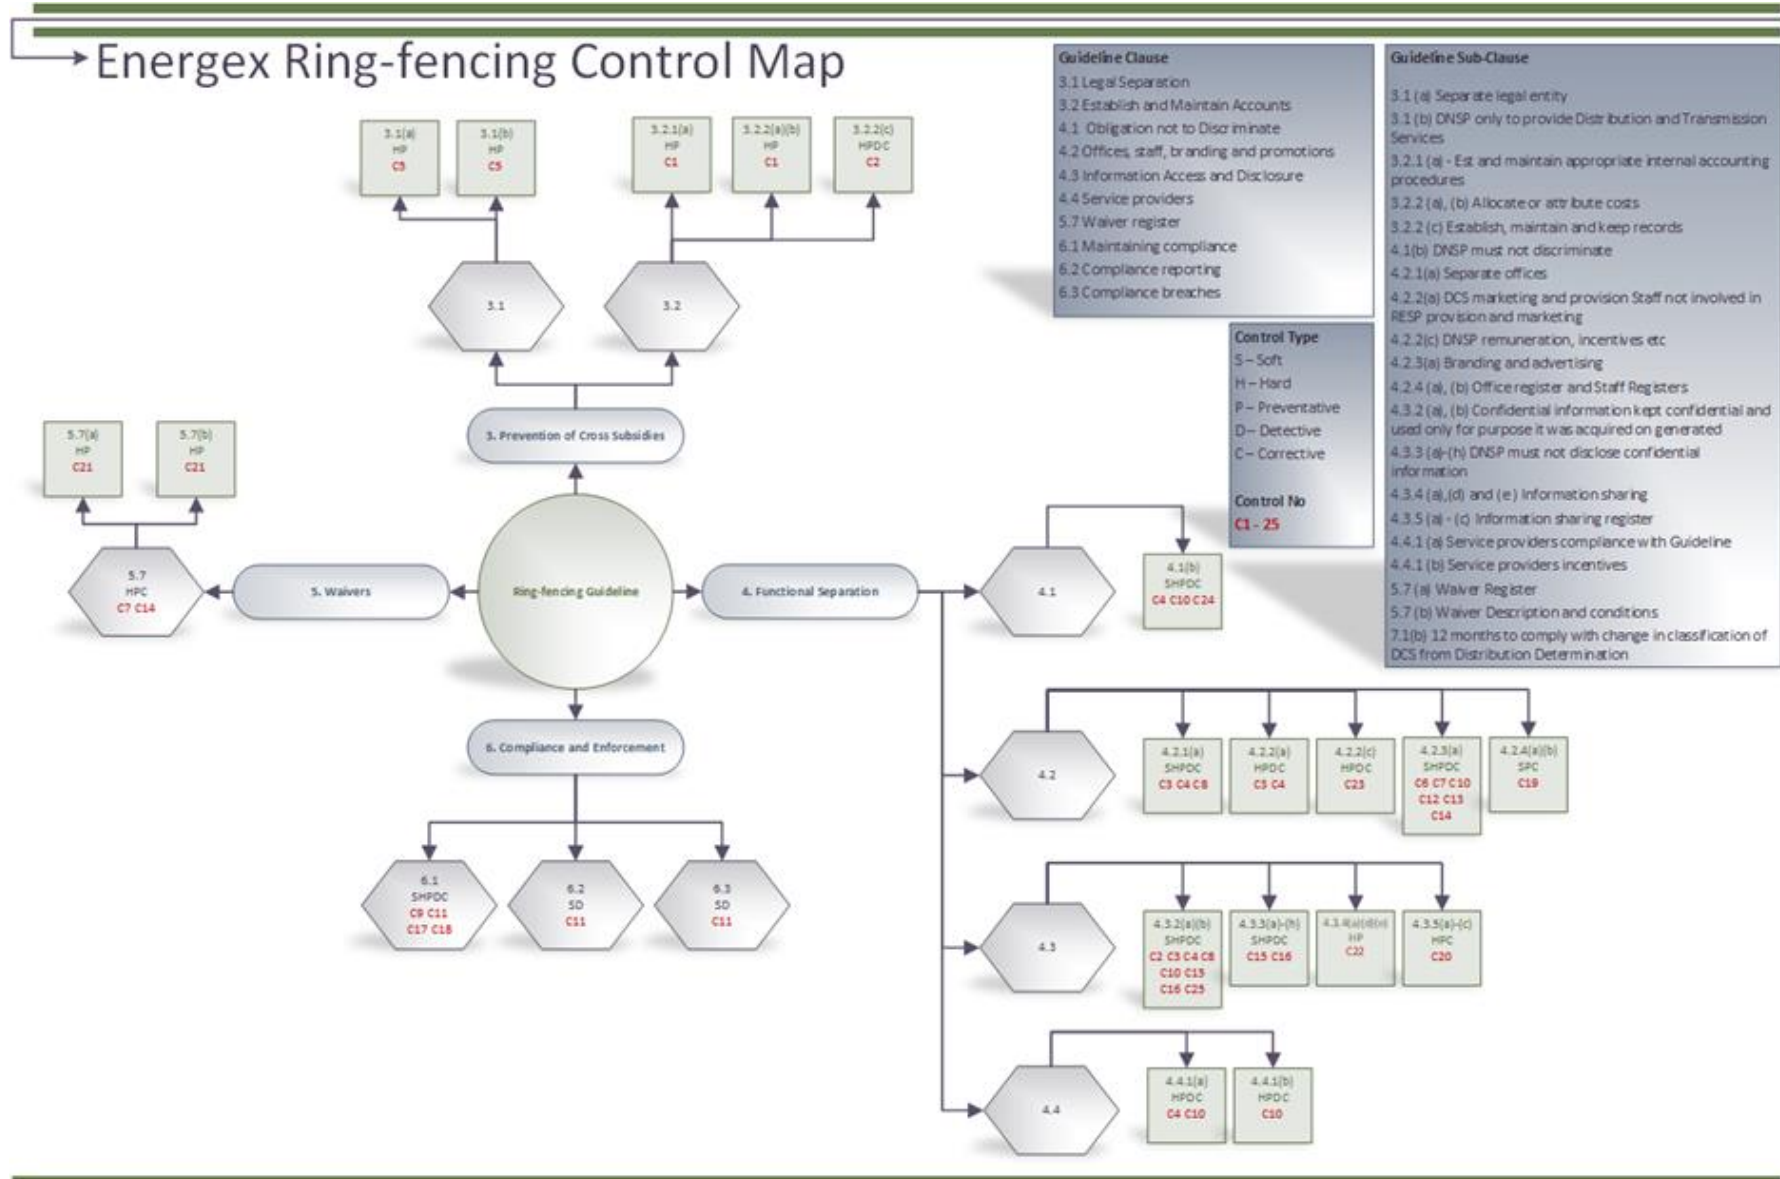 Energex Ring-fencing Control Map
Guideline Clause
3.1 Legal Separation
3.2 Establish and Maintain Accounts
4.1 Obligation not to Discriminate
4.2 Offices, staff, branding and promotions
4.3 Information Access and Disclosure
4.4 Service providers
5.7 Waiver register
6.1 Maintaining compliance
6.2 Compliance reporting
6.3 Compliance breaches
Guideline Sub-Clause
3.1 (a) Separate legal entity
3.1 (b) DNSP only to provide Distribution and Transmission
Services
3.2.1 (a) - Est and maintain appropriate internal accounting
procedures
3.2.2 (a), (b) Allocate or attribute costs
3.2.2 (c) Establish, maintain and keep records
4.1(b) DNSP must not discriminate
4.2.1(a) Separate offices
4.2.2(a) DCS marketing and provision Staff not involved in
RESP provision and marketing
4.2.2(c) DNSP remuneration, incentives etc
4.2.3(a) Branding and advertising
4.2.4 (a), (b) Office register and Staff Registers
4.3.2 (a), (b) Confidential information kept confidential and
used only for purpose it was acquired on generated
4.3.3 (a)-(h) DNSP must not disclose confidential
information
4.3.4 (a),(d) and (e) Information sharing
4.3.5 (a) - (c) Information sharing register
4.4.1 (a) Service providers compliance with Guideline
4.4.1 (b) Service providers incentives
5.7 (a) Waiver Register
5.7 (b) Waiver Description and conditions
7.1(b) 12 months to comply with change in classification of
DCS from Distribution Determination
Control Type
S – Soft
H – Hard
P – Preventative
D – Detective
C – Corrective
Control No
C1 - 25
3.1(a)
HP
3.1(b)
HP
3.2.1(a)
HP
C1
3.2.2(a)(b)
HP
C1
3.2.2(c)
HPDC
C2
3.1
3.2
3. Prevention of Cross Subsidies
5.7(a)
HP
C21
5.7(b)
HP
C21
5.7
HPC
C7 C14
5. Waivers
Ring-fencing Guideline
4. Functional Separation
4.1
4.1(b)
SHPDC
C4 C10 C24
6. Compliance and Enforcement
6.1
SHPDC
C9 C11
C17 C18
6.2
SD
C11
6.3
SD
C11
4.2
4.2.1(a)
SHPDC
C3 C4 C8
4.2.2(a)
HPDC
C4
4.2.2(c)
HPDC
C23
4.2.3(a)
SHPDC
C6 C7 C10
C12 C13
C14
4.2.4(a)(b)
SPC
C19
4.3
4.3.2(a)(b)
SHPDC
C2 C3 C4 C8
C10 C15
C16 C25
4.3.3(a)-(h)
SHPDC
C15 C16
4.3.4(a)(d)(e)
HP
C22
4.3.5(a)-(c)
HPC
C20
4.4
4.4.1(a)
HPDC
C4 C10
4.4.1(b)
HPDC
C10